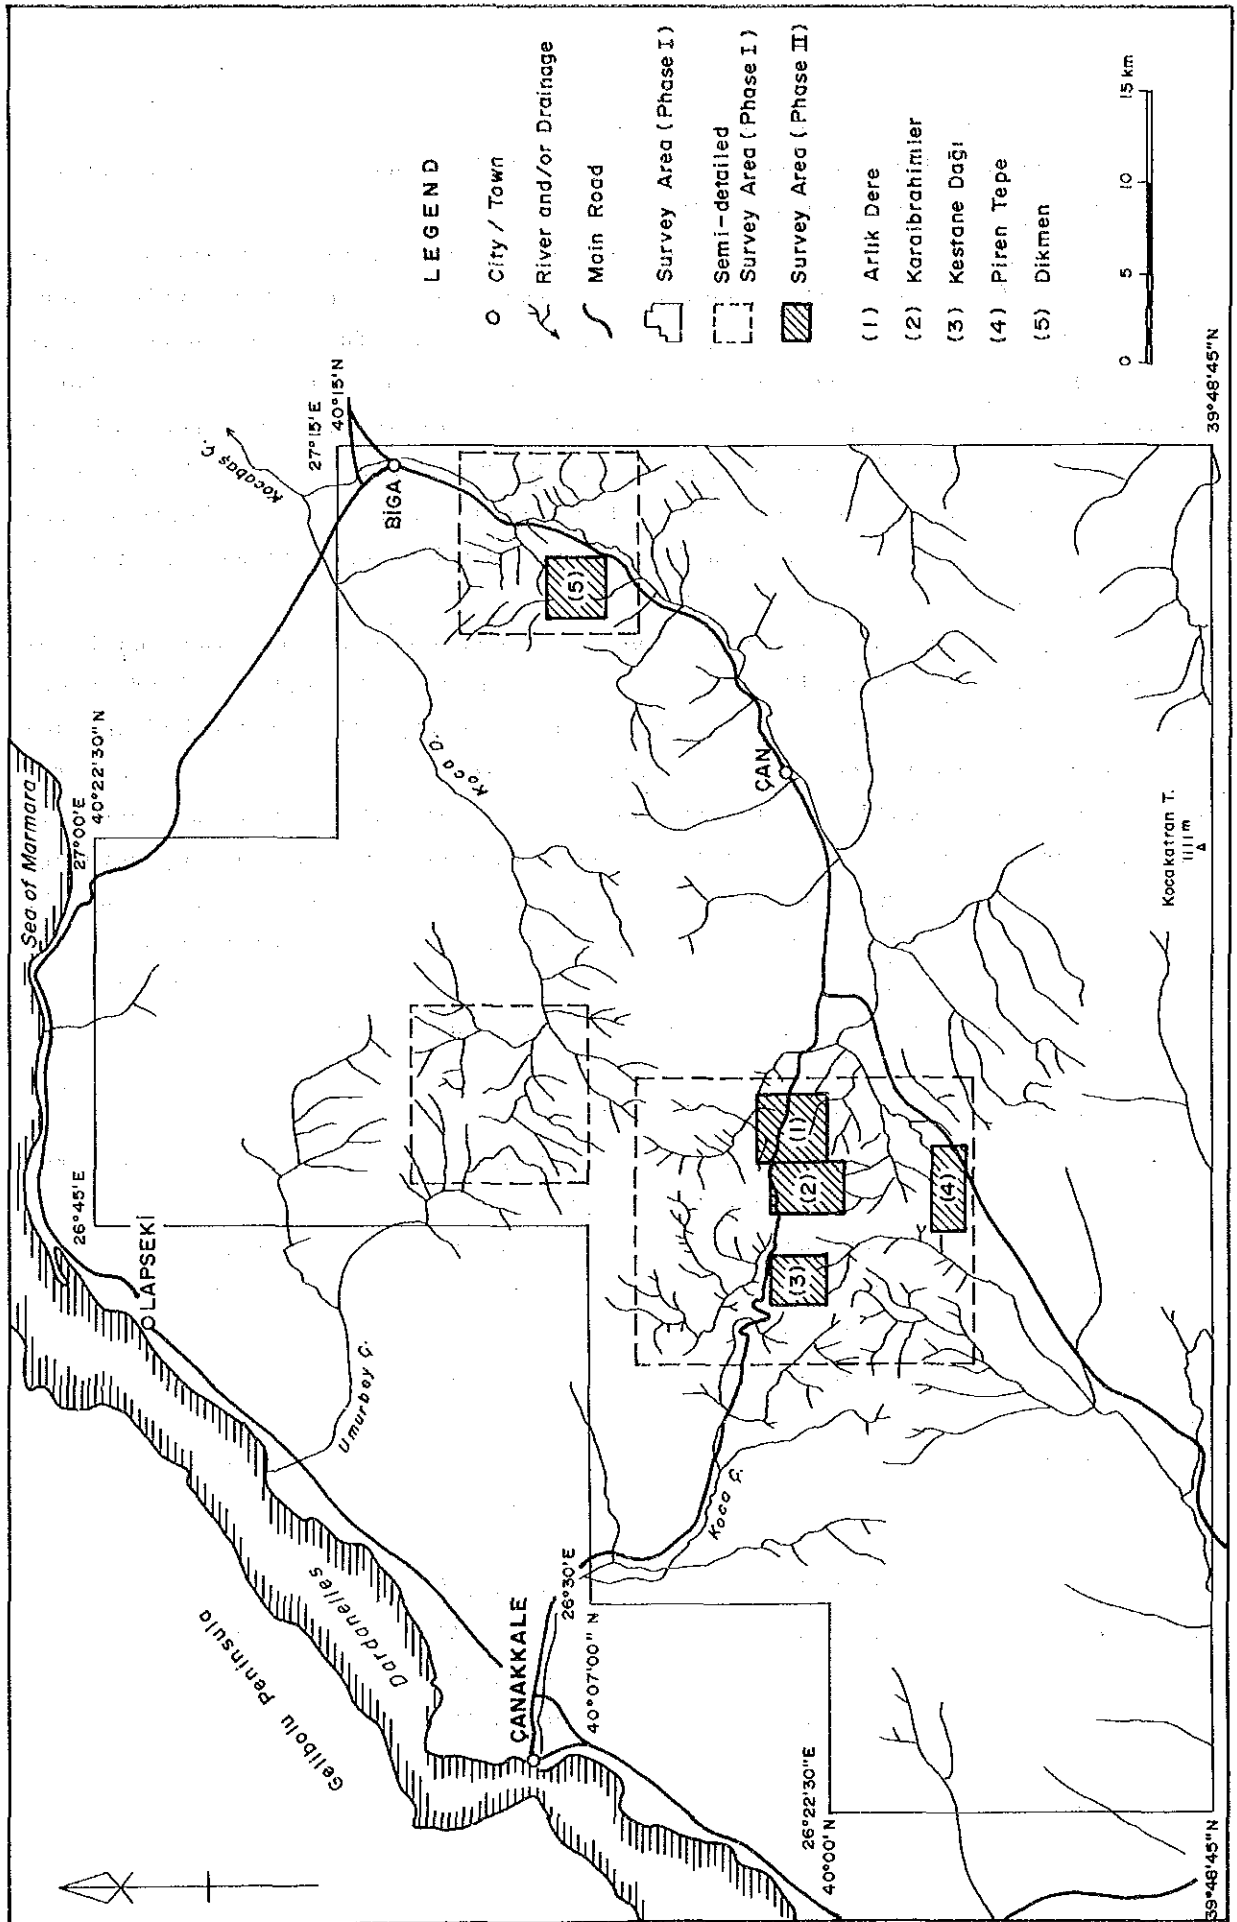 Sea of Marmara
27°00'E
40°22'30" N
26°45'E
LAPSEKİ
Gelibolu Peninsula
Dardanelles
Umurbey Ç.
ÇANAKKALE
26°30'E
40°07'00" N
26°22'30"E
40°00' N
39°48'45"N
Koca Ç.
Koca D.
Kocabaş Ç.
27°15'E
40°15'N
BİGA
ÇAN
Kocakatran T.
1111 m
(1)
(2)
(3)
(4)
(5)
39°48'45"N
LEGEND
City / Town
River and/or Drainage
Main Road
Survey Area ( Phase I )
Semi-detailed
Survey Area ( Phase I )
Survey Area ( Phase II )
(1) Arlık Dere
(2) Karaibrahimler
(3) Kestane Dağı
(4) Piren Tepe
(5) Dikmen
0 5 10 15 km